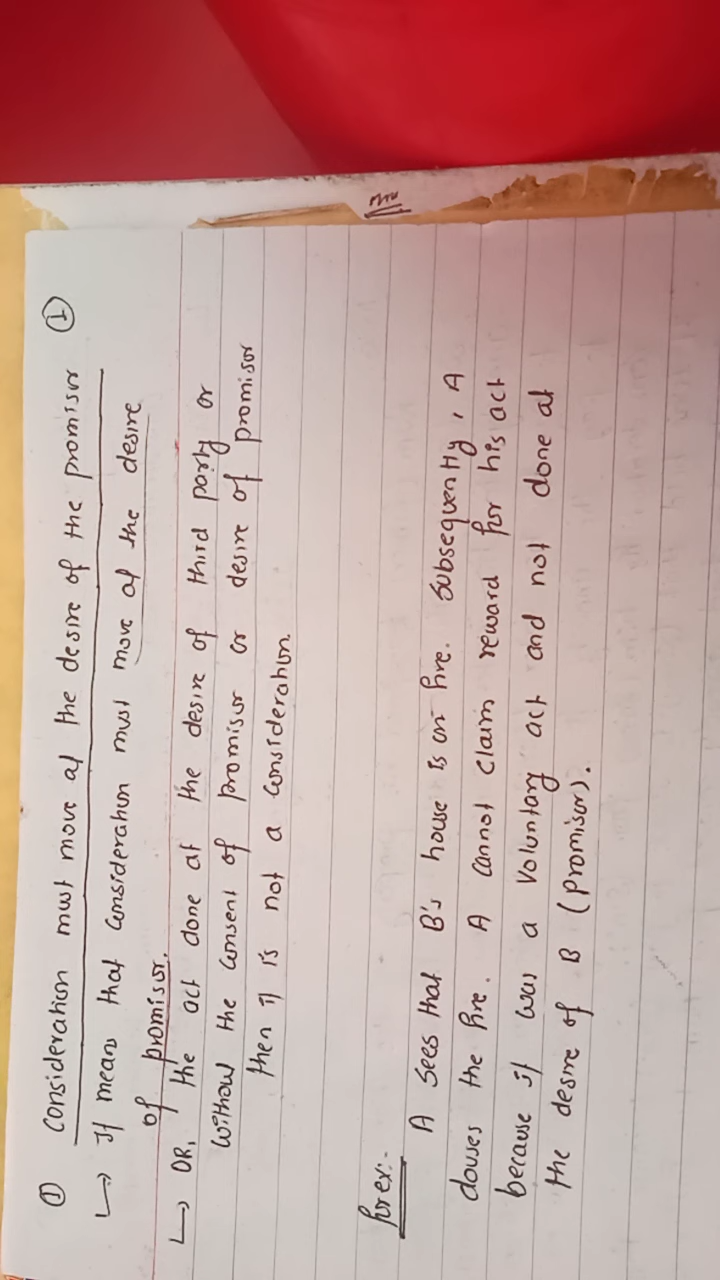 ① Consideration must move at the desire of the promisor ①
↳ It means that consideration must move at the desire
of promisor.
↳ OR, the act done at the desire of third party or
without the consent of promisor or desire of promisor
then it is not a consideration.
for ex:-
A sees that B's house is on fire. Subsequently, A
douses the fire. A cannot claim reward for his act
because it was a voluntary act and not done at
the desire of B (promisor).